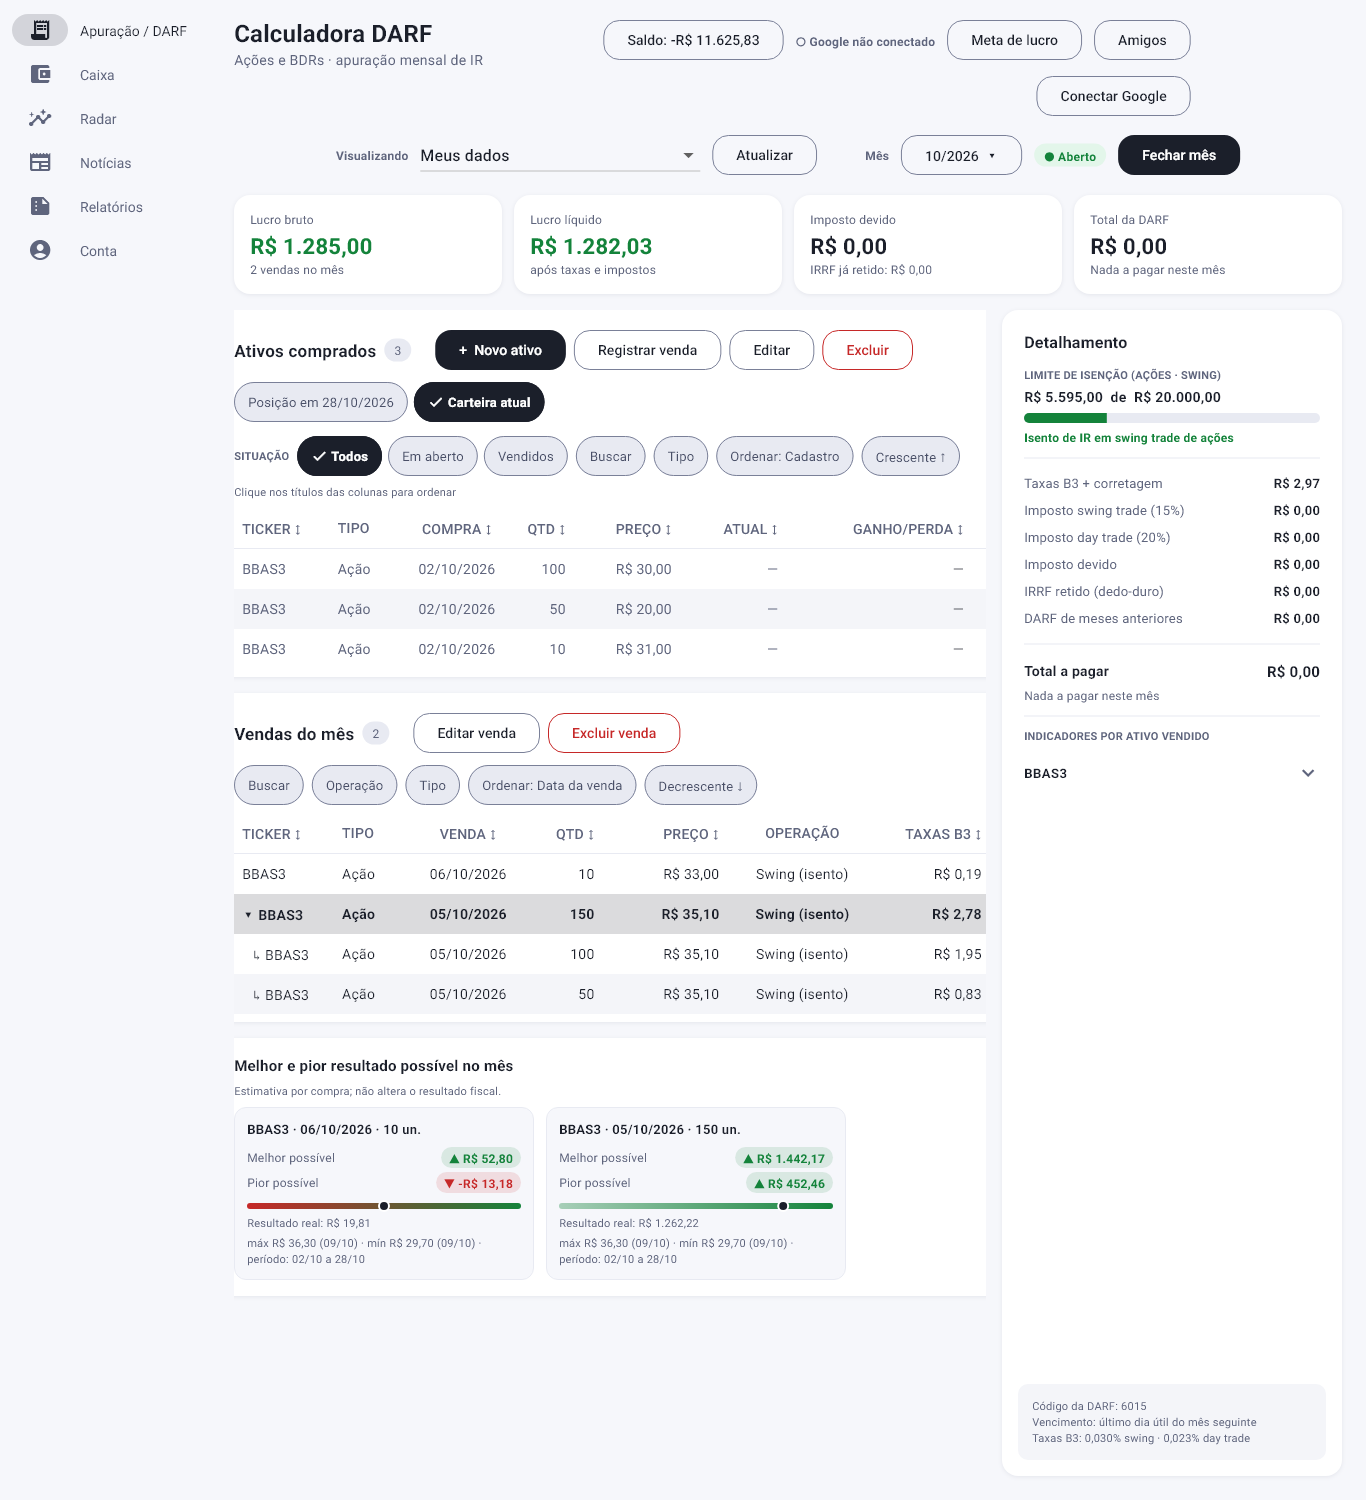 Apuração / DARF
Caixa
Radar
Notícias
Relatórios
Conta
Calculadora DARF
Ações e BDRs · apuração mensal de IR
Saldo: -R$ 11.625,83
Google não conectado
Meta de lucro
Amigos
Conectar Google
Visualizando
Meus dados
Atualizar
Mês
10/2026 ▾
● Aberto
Fechar mês
Lucro bruto
R$ 1.285,00
2 vendas no mês
Lucro líquido
R$ 1.282,03
após taxas e impostos
Imposto devido
R$ 0,00
IRRF já retido: R$ 0,00
Total da DARF
R$ 0,00
Nada a pagar neste mês
Ativos comprados 3
+ Novo ativo
Registrar venda
Editar
Excluir
Posição em 28/10/2026
✓ Carteira atual
SITUAÇÃO
✓ Todos
Em aberto
Vendidos
Buscar
Tipo
Ordenar: Cadastro
Crescente ↑
Clique nos títulos das colunas para ordenar
TICKER ↕ TIPO COMPRA ↕ QTD ↕ PREÇO ↕ ATUAL ↕ GANHO/PERDA ↕
BBAS3 Ação 02/10/2026 100 R$ 30,00 — —
BBAS3 Ação 02/10/2026 50 R$ 20,00 — —
BBAS3 Ação 02/10/2026 10 R$ 31,00 — —
Vendas do mês 2
Editar venda
Excluir venda
Buscar
Operação
Tipo
Ordenar: Data da venda
Decrescente ↓
TICKER ↕ TIPO VENDA ↕ QTD ↕ PREÇO ↕ OPERAÇÃO TAXAS B3 ↕
BBAS3 Ação 06/10/2026 10 R$ 33,00 Swing (isento) R$ 0,19
▾ BBAS3 Ação 05/10/2026 150 R$ 35,10 Swing (isento) R$ 2,78
↳ BBAS3 Ação 05/10/2026 100 R$ 35,10 Swing (isento) R$ 1,95
↳ BBAS3 Ação 05/10/2026 50 R$ 35,10 Swing (isento) R$ 0,83
Melhor e pior resultado possível no mês
Estimativa por compra; não altera o resultado fiscal.
BBAS3 · 06/10/2026 · 10 un.
Melhor possível ▲ R$ 52,80
Pior possível ▼ -R$ 13,18
Resultado real: R$ 19,81
máx R$ 36,30 (09/10) · mín R$ 29,70 (09/10) ·
período: 02/10 a 28/10
BBAS3 · 05/10/2026 · 150 un.
Melhor possível ▲ R$ 1.442,17
Pior possível ▲ R$ 452,46
Resultado real: R$ 1.262,22
máx R$ 36,30 (09/10) · mín R$ 29,70 (09/10) ·
período: 02/10 a 28/10
Detalhamento
LIMITE DE ISENÇÃO (AÇÕES · SWING)
R$ 5.595,00 de R$ 20.000,00
Isento de IR em swing trade de ações
Taxas B3 + corretagem R$ 2,97
Imposto swing trade (15%) R$ 0,00
Imposto day trade (20%) R$ 0,00
Imposto devido R$ 0,00
IRRF retido (dedo-duro) R$ 0,00
DARF de meses anteriores R$ 0,00
Total a pagar R$ 0,00
Nada a pagar neste mês
INDICADORES POR ATIVO VENDIDO
BBAS3
Código da DARF: 6015
Vencimento: último dia útil do mês seguinte
Taxas B3: 0,030% swing · 0,023% day trade